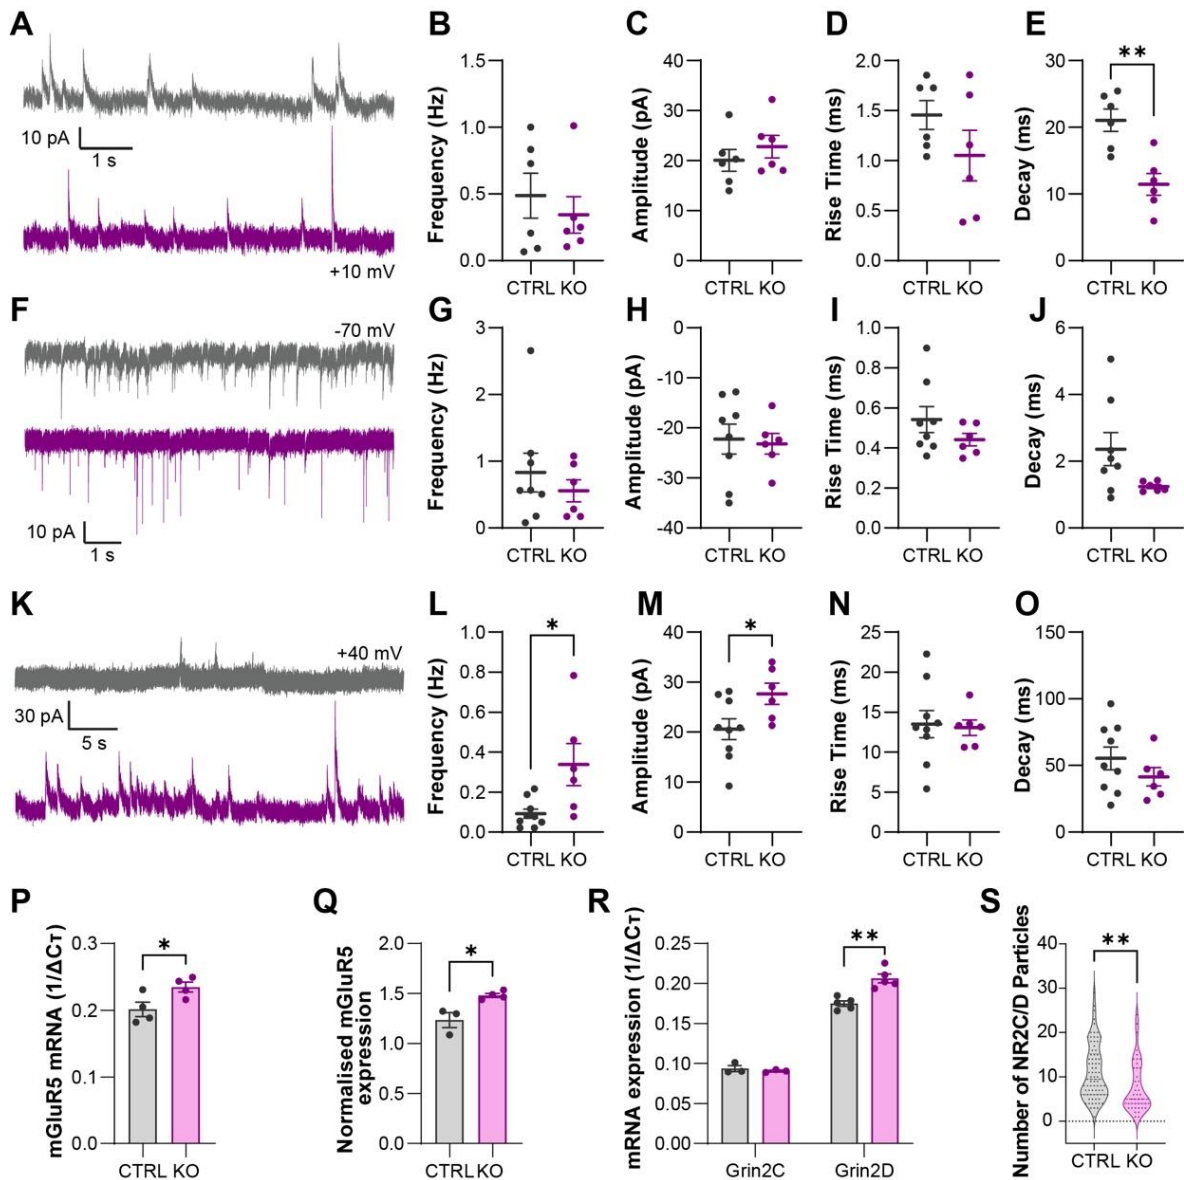 A
10 pA
1 s
+10 mV
B
Frequency (Hz)
1.5
1.0
0.5
0.0
CTRL KO
C
Amplitude (pA)
40
30
20
10
0
CTRL KO
D
Rise Time (ms)
2.0
1.5
1.0
0.5
0.0
CTRL KO
E
Decay (ms)
30
20
10
0
**
CTRL KO
F
-70 mV
10 pA
1 s
G
Frequency (Hz)
3
2
1
0
CTRL KO
H
Amplitude (pA)
0
-10
-20
-30
-40
CTRL KO
I
Rise Time (ms)
1.0
0.8
0.6
0.4
0.2
0.0
CTRL KO
J
Decay (ms)
6
4
2
0
CTRL KO
K
+40 mV
30 pA
5 s
L
Frequency (Hz)
1.0
0.8
0.6
0.4
0.2
0.0
*
CTRL KO
M
Amplitude (pA)
40
30
20
10
0
*
CTRL KO
N
Rise Time (ms)
25
20
15
10
5
0
CTRL KO
O
Decay (ms)
150
100
50
0
CTRL KO
P
mGluR5 mRNA (1/ΔCᴛ)
0.3
0.2
0.1
0.0
*
CTRL KO
Q
Normalised mGluR5
expression
2.0
1.5
1.0
0.5
0.0
*
CTRL KO
R
mRNA expression (1/ΔCᴛ)
0.25
0.20
0.15
0.10
0.05
0.00
**
Grin2C
Grin2D
S
Number of NR2C/D Particles
40
30
20
10
0
**
CTRL KO